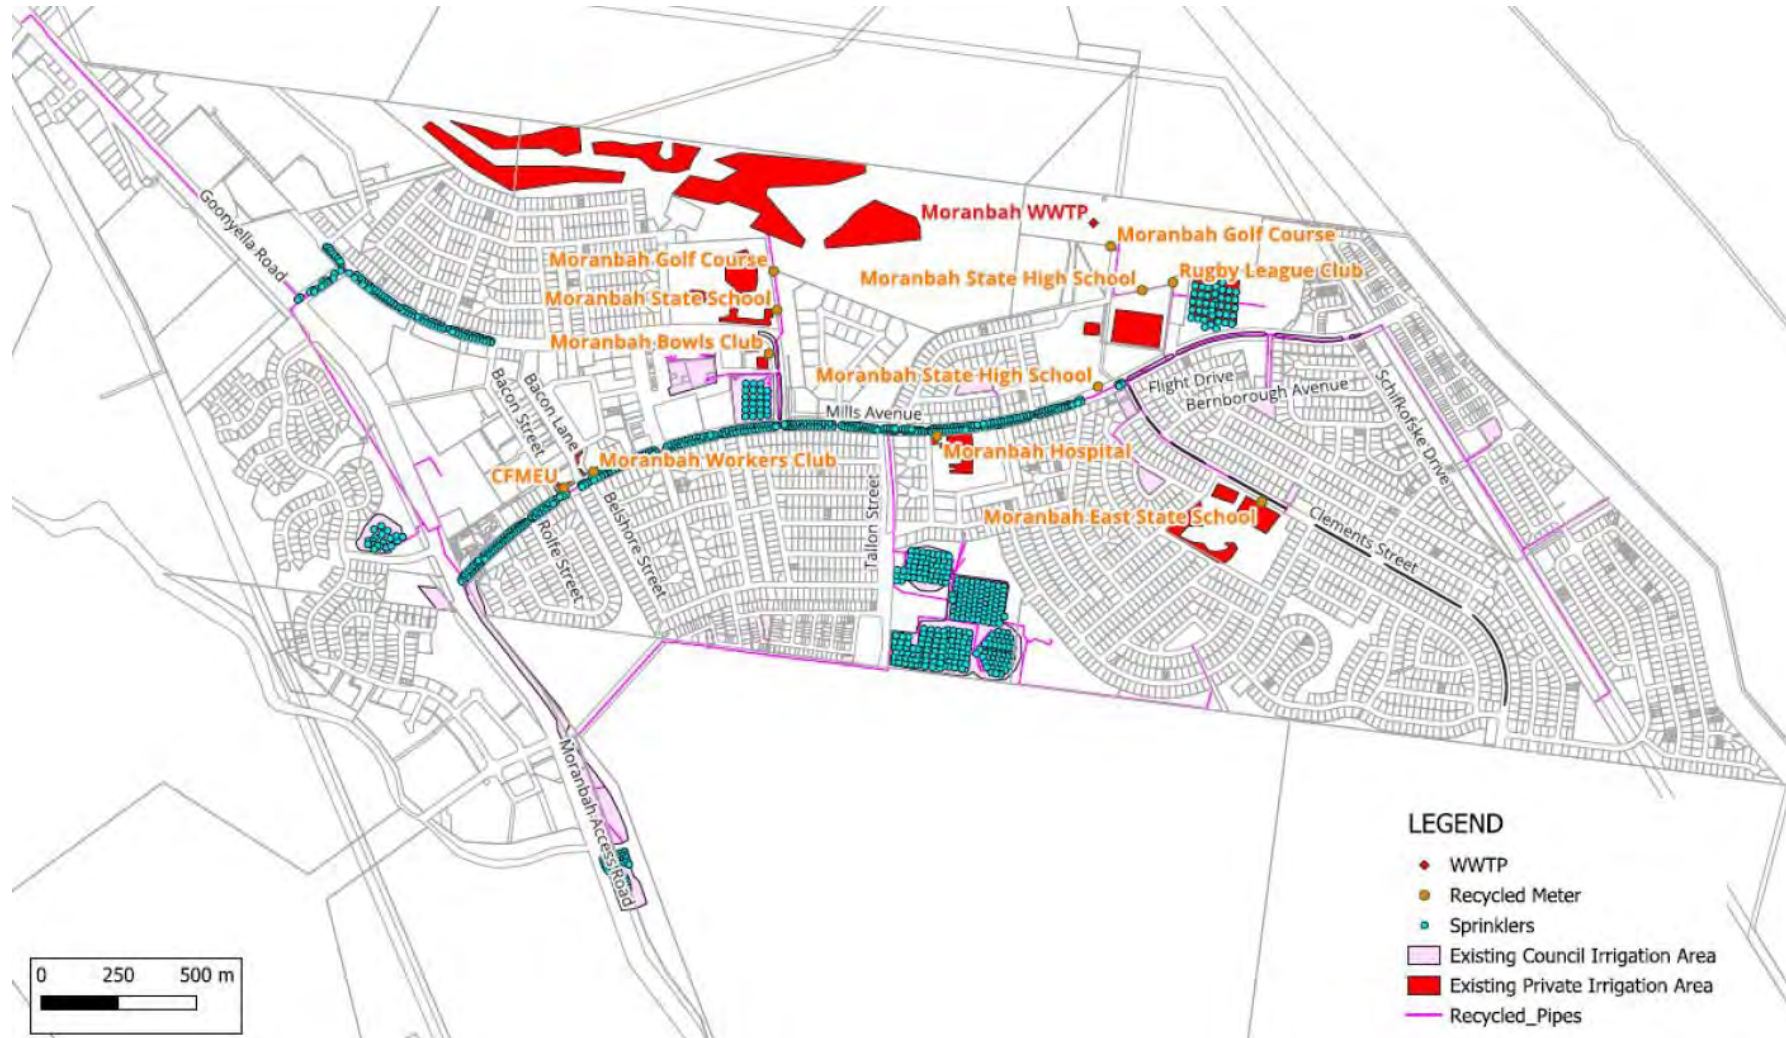 Goonyella Road
Moranbah WWTP
Moranbah Golf Course
Moranbah Golf Course
Moranbah State High School
Rugby League Club
Moranbah State School
Moranbah Bowls Club
Moranbah State High School
Flight Drive
Bernborough Avenue
Schifkofske Drive
Bacon Street
Bacon Lane
Mills Avenue
Moranbah Workers Club
CFMEU
Moranbah Hospital
Rolfe Street
Belshore Street
Tallon Street
Moranbah East State School
Clements Street
Moranbah Access Road
LEGEND
WWTP
Recycled Meter
Sprinklers
Existing Council Irrigation Area
Existing Private Irrigation Area
Recycled_Pipes
0 250 500 m